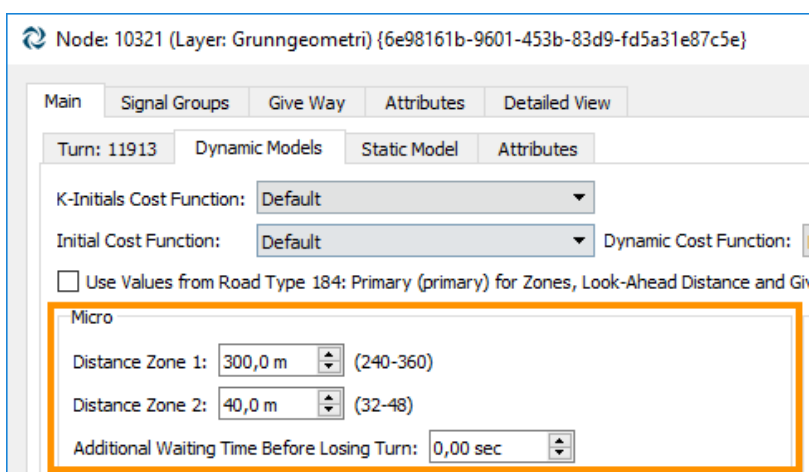 Node: 10321 (Layer: Grunngeometri) {6e98161b-9601-453b-83d9-fd5a31e87c5e}
Main Signal Groups Give Way Attributes Detailed View
Turn: 11913 Dynamic Models Static Model Attributes
K-Initials Cost Function: Default
Initial Cost Function: Default Dynamic Cost Function:
Use Values from Road Type 184: Primary (primary) for Zones, Look-Ahead Distance and Giv
Micro
Distance Zone 1: 300,0 m (240-360)
Distance Zone 2: 40,0 m (32-48)
Additional Waiting Time Before Losing Turn: 0,00 sec